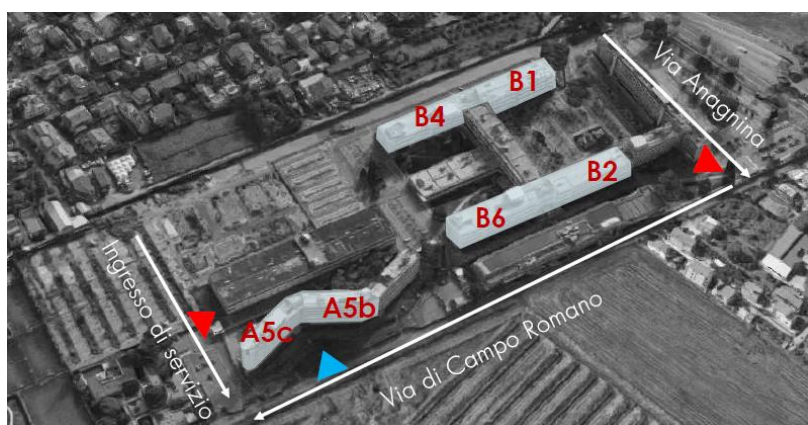 B1
Via Anagnina
B4
B2
B6
Ingresso di servizio
A5b
A5c
Via di Campo Romano